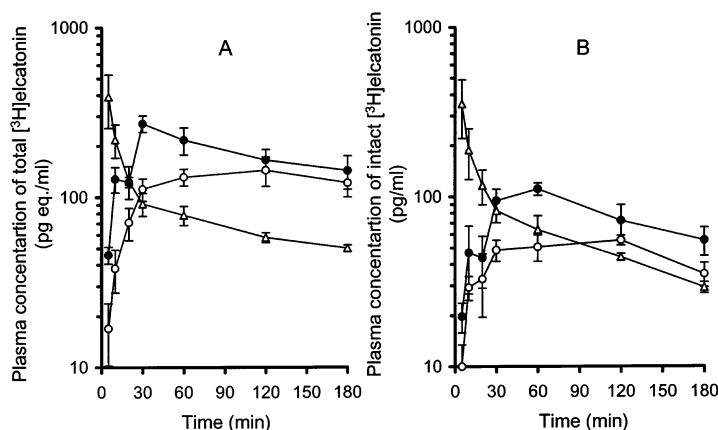 A
Plasma concentartion of total [³H]elcatonin
(pg eq./ml)
1000
100
10
0 30 60 90 120 150 180
Time (min)
B
Plasma concentartion of intact [³H]elcatonin
(pg/ml)
1000
100
10
0 30 60 90 120 150 180
Time (min)